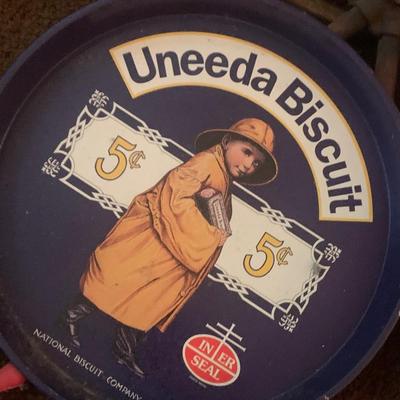 Uneeda Biscuit
5¢
5¢
IN ER
SEAL
NATIONAL BISCUIT COMPANY